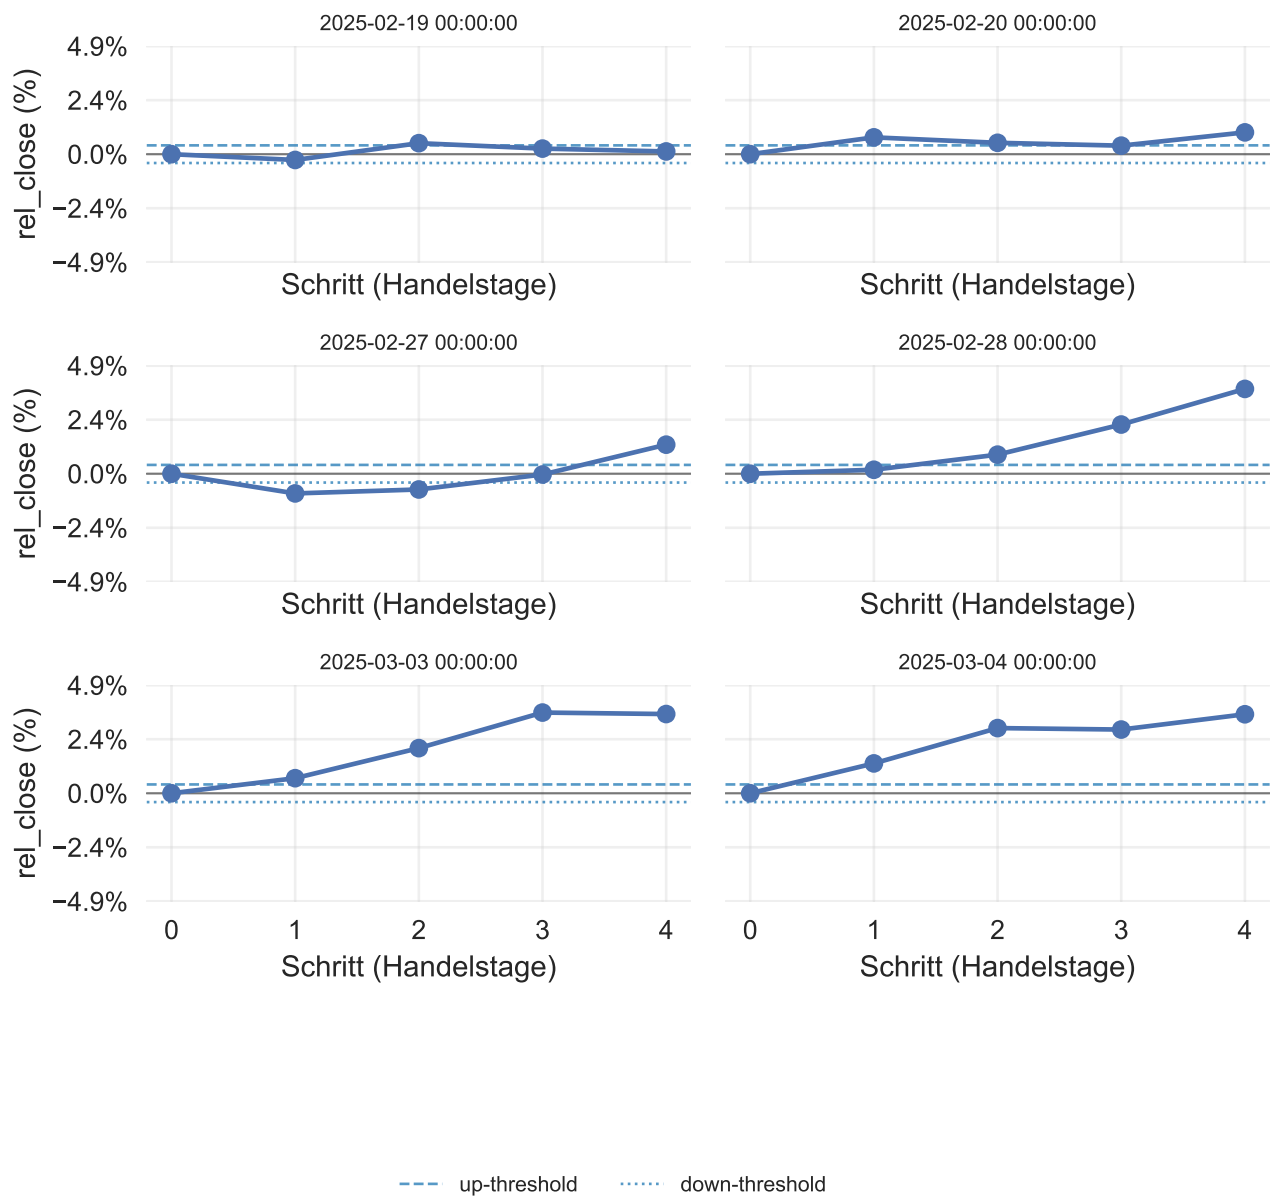 2025-02-19 00:00:00
2025-02-20 00:00:00
4.9%
2.4%
0.0%
−2.4%
−4.9%
rel_close (%)
Schritt (Handelstage)
Schritt (Handelstage)
2025-02-27 00:00:00
2025-02-28 00:00:00
4.9%
2.4%
0.0%
−2.4%
−4.9%
rel_close (%)
Schritt (Handelstage)
Schritt (Handelstage)
2025-03-03 00:00:00
2025-03-04 00:00:00
4.9%
2.4%
0.0%
−2.4%
−4.9%
rel_close (%)
0 1 2 3 4
0 1 2 3 4
Schritt (Handelstage)
Schritt (Handelstage)
up-threshold
down-threshold